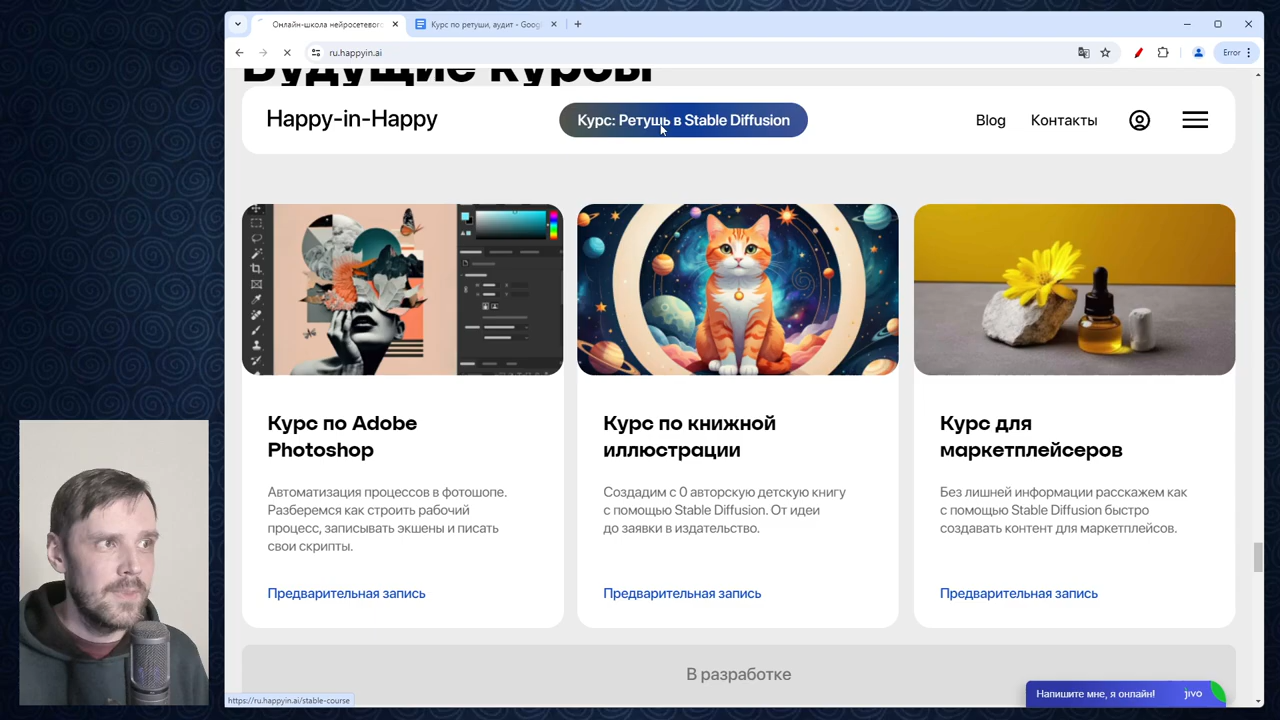 Онлайн-школа нейросетевого
Курс по ретуши, аудит - Goog
ru.happyin.ai
Error
Будущие курсы
Happy-in-Happy
Курс: Ретушь в Stable Diffusion
Blog
Контакты
Курс по Adobe
Photoshop
Автоматизация процессов в фотошопе.
Разберемся как строить рабочий
процесс, записывать экшены и писать
свои скрипты.
Предварительная запись
Курс по книжной
иллюстрации
Создадим с 0 авторскую детскую книгу
с помощью Stable Diffusion. От идеи
до заявки в издательство.
Предварительная запись
Курс для
маркетплейсеров
Без лишней информации расскажем как
с помощью Stable Diffusion быстро
создавать контент для маркетплейсов.
Предварительная запись
В разработке
Напишите мне, я онлайн!
jivo
https://ru.happyin.ai/stable-course